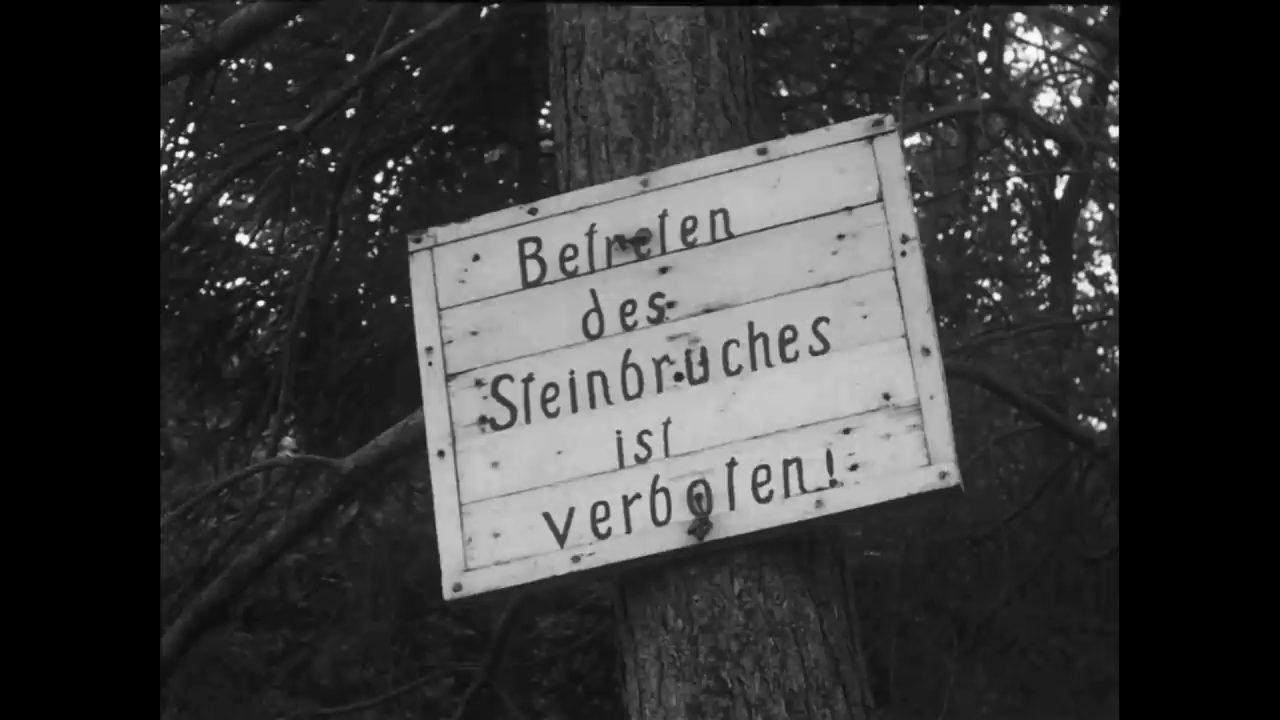 Betreten
des
Steinbruches
ist
verboten!